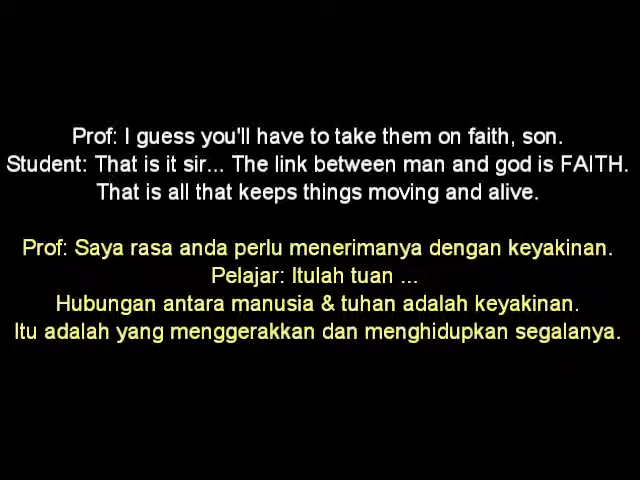 Prof: I guess you'll have to take them on faith, son.
Student: That is it sir... The link between man and god is FAITH.
That is all that keeps things moving and alive.
Prof: Saya rasa anda perlu menerimanya dengan keyakinan.
Pelajar: Itulah tuan ...
Hubungan antara manusia & tuhan adalah keyakinan.
Itu adalah yang menggerakkan dan menghidupkan segalanya.